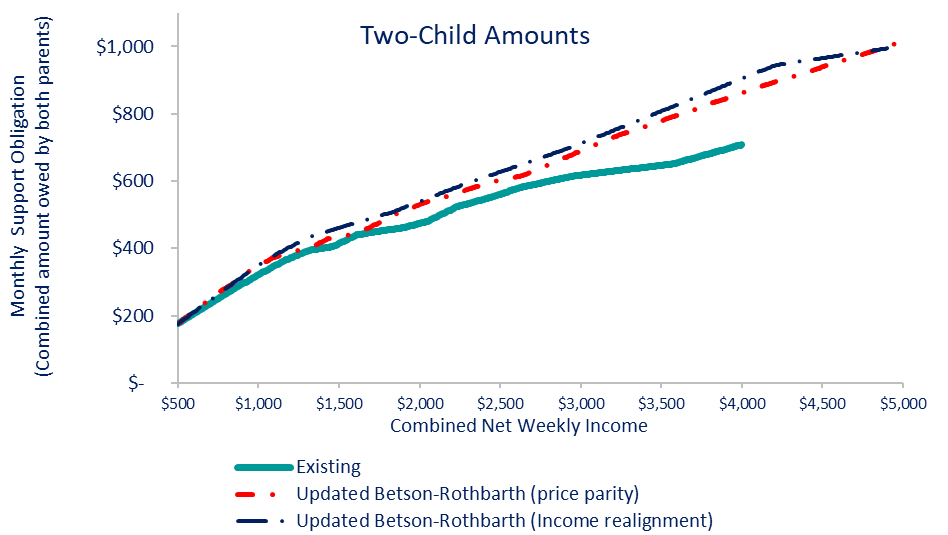 Two-Child Amounts
Monthly  Support Obligation
(Combined amount owed by both parents)
$1,000
$800
$600
$400
$200
$-
$500
$1,000
$1,500
$2,000
$2,500
$3,000
$3,500
$4,000
$4,500
$5,000
Combined Net Weekly Income
Existing
Updated Betson-Rothbarth (price parity)
Updated Betson-Rothbarth (Income realignment)